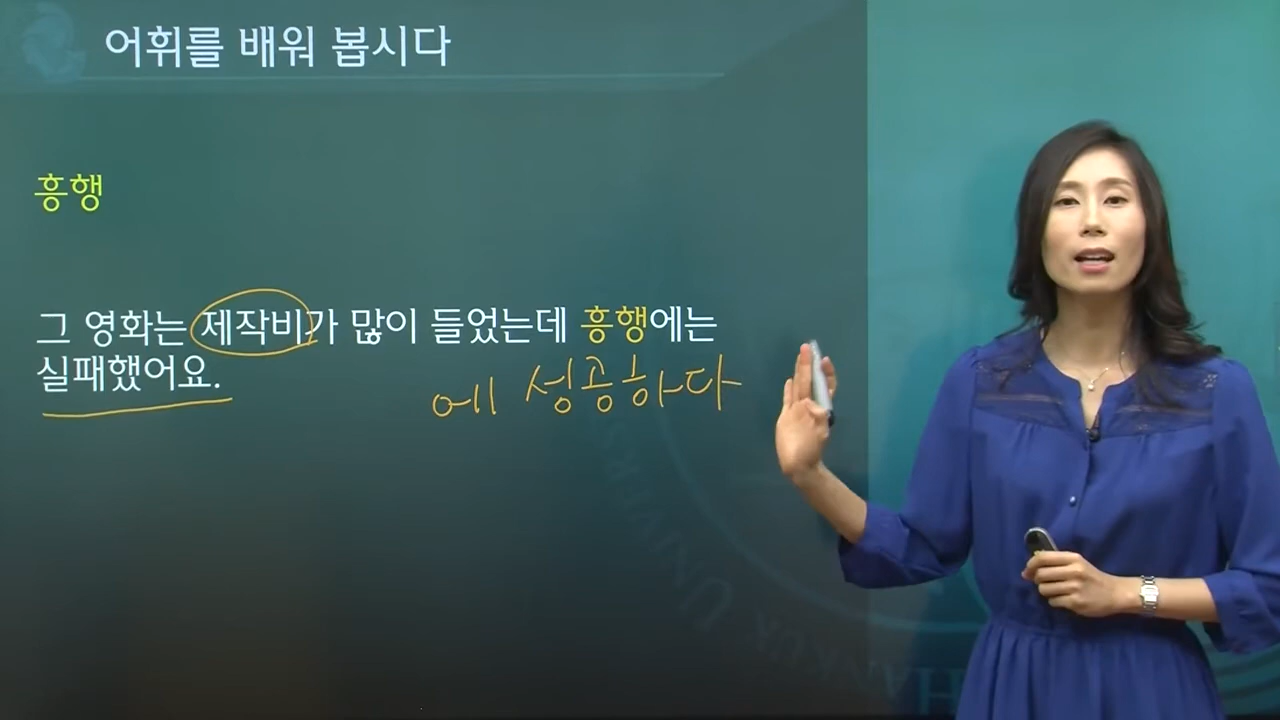 어휘를 배워 봅시다
흥행
그 영화는 제작비가 많이 들었는데 흥행에는
실패했어요.
에 성공하다